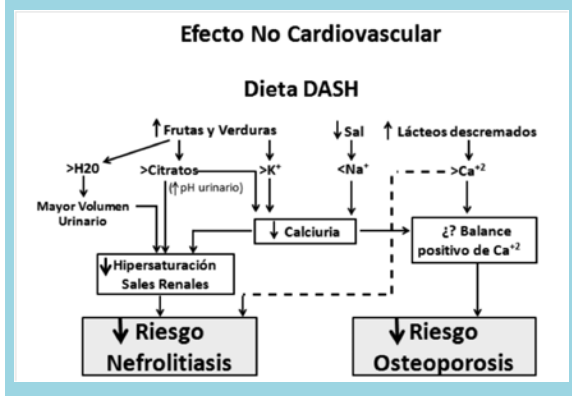 Efecto No Cardiovascular
Dieta DASH
↑ Frutas y Verduras
↓ Sal
↑ Lácteos descremados
>H20
>Citratos
>K⁺
<Na⁺
>Ca⁺²
(↑pH urinario)
Mayor Volumen
Urinario
↓ Calciuria
¿? Balance
positivo de Ca⁺²
↓ Hipersaturación
Sales Renales
↓ Riesgo
Nefrolitiasis
↓ Riesgo
Osteoporosis